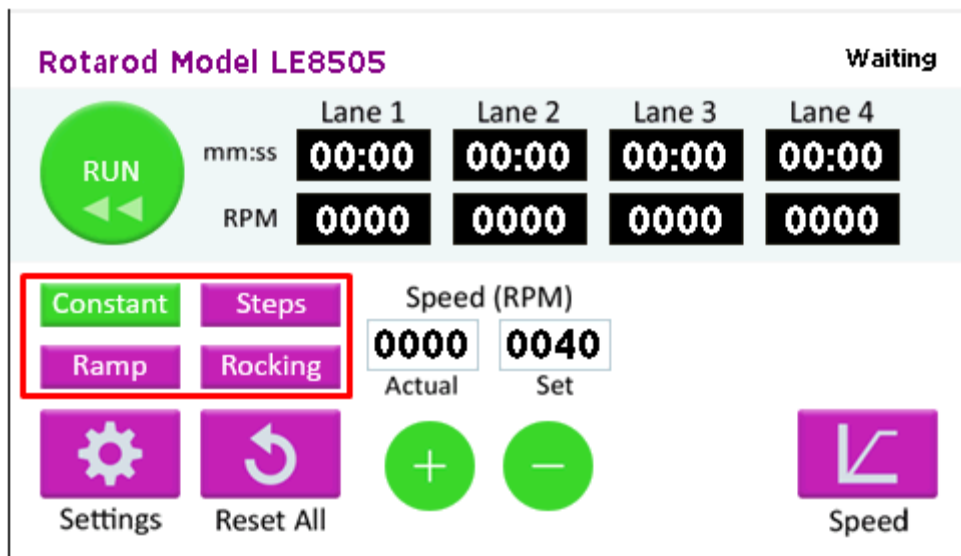 Rotarod Model LE8505 Waiting
Lane 1 Lane 2 Lane 3 Lane 4
RUN mm:ss 00:00 00:00 00:00 00:00
RPM 0000 0000 0000 0000
Constant Steps Speed (RPM)
0000 0040
Ramp Rocking Actual Set
+ −
Settings Reset All Speed